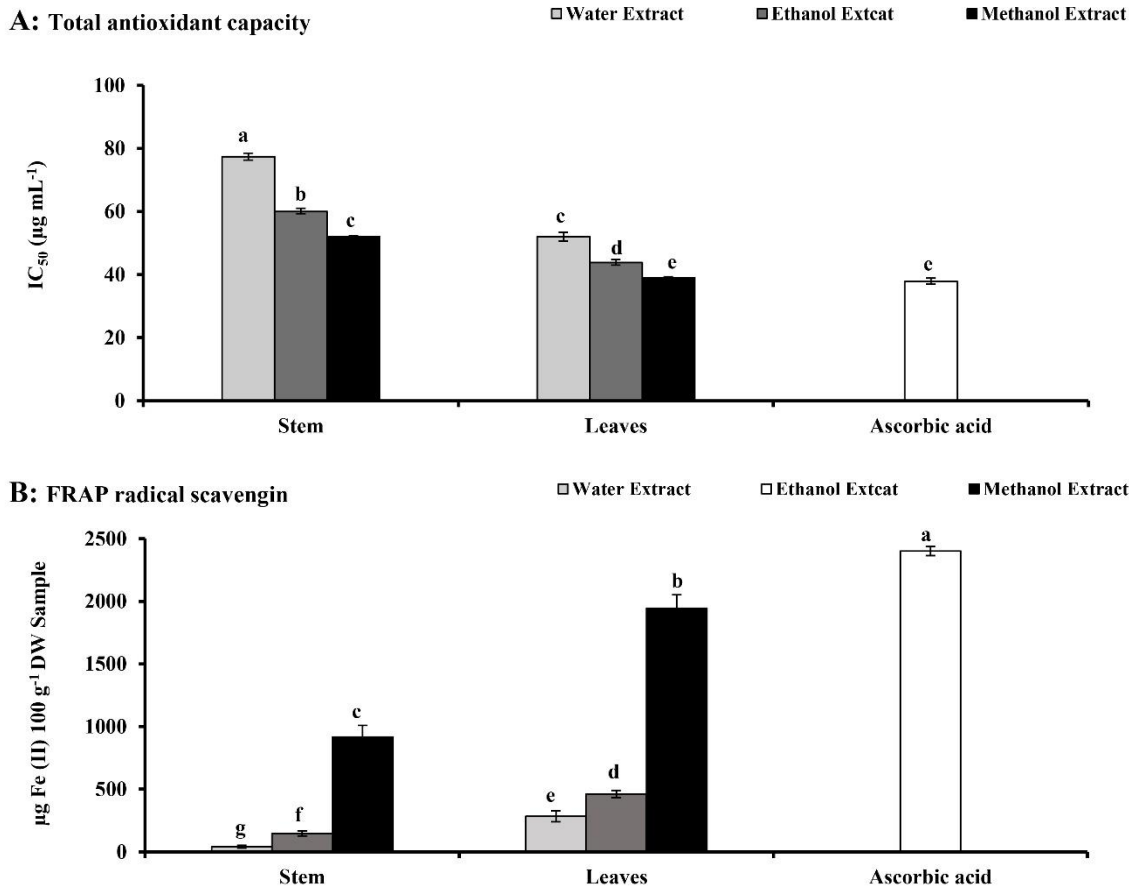 A: Total antioxidant capacity
Water Extract Ethanol Extcat Methanol Extract
100
80
60
40
20
0
IC50 (µg mL-1)
a
b
c
c
d
e
e
Stem Leaves Ascorbic acid
B: FRAP radical scavengin
Water Extract Ethanol Extcat Methanol Extract
2500
2000
1500
1000
500
0
µg Fe (II) 100 g-1 DW Sample
g
f
c
e
d
b
a
Stem Leaves Ascorbic acid